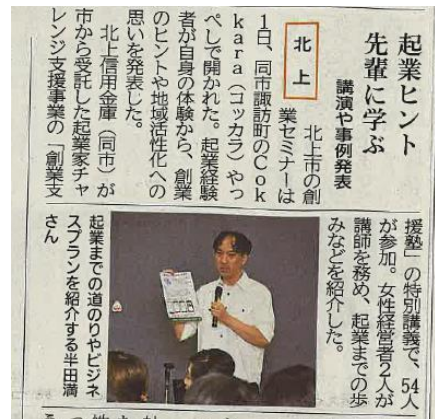 起業ヒント
先輩に学ぶ
講演や事例発表
北上
北上市の創
業セミナーは
1日、同市諏訪町のCok
kara（コッカラ）やっ
ぺしで開かれた。起業経験
者が自身の体験から、創業
のヒントや地域活性化への
思いを発表した。
北上信用金庫（同市）が
市から受託した起業家チャ
レンジ支援事業の「創業支
援塾」の特別講義で、54人
が参加。女性経営者2人が
講師を務め、起業までの歩
みなどを紹介した。
起業までの道のりやビジネ
スプランを紹介する半田満
さん